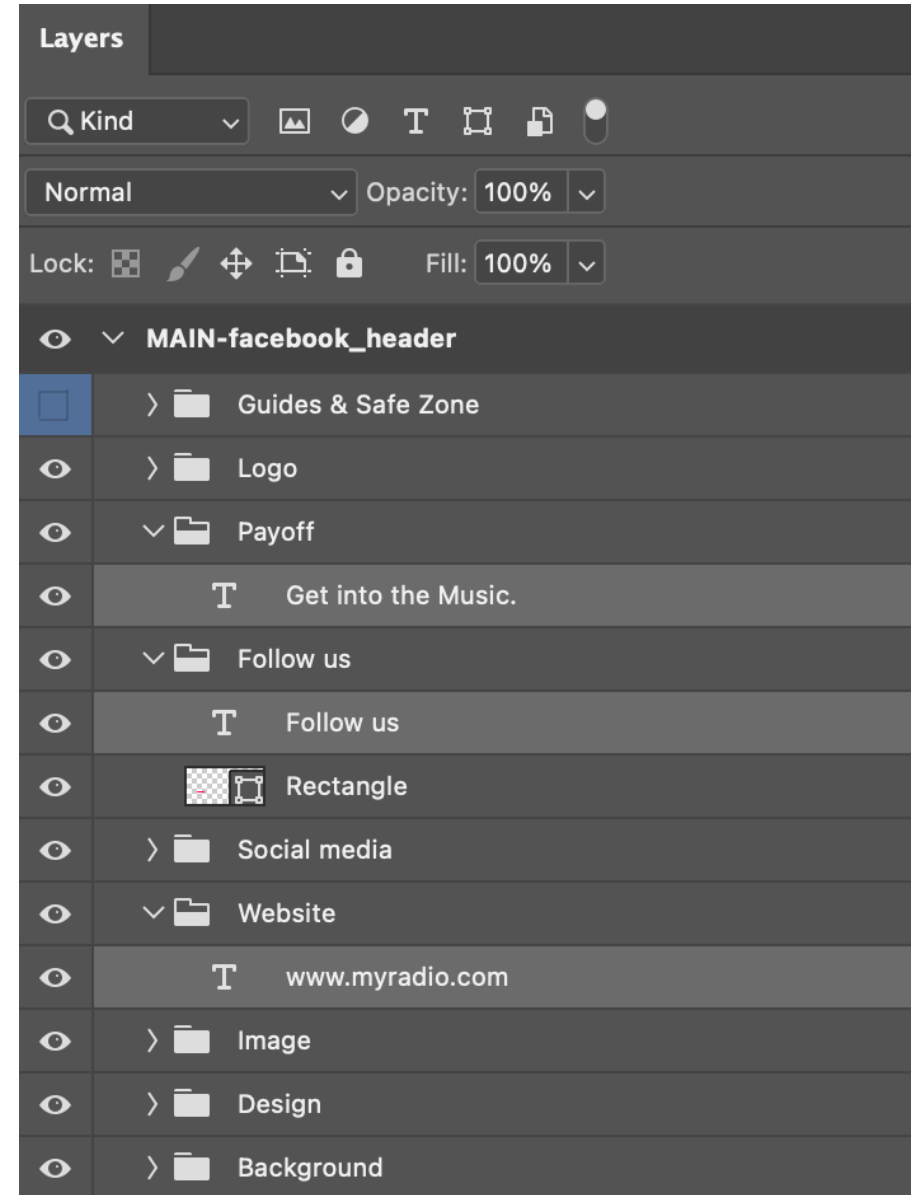 Layers
Kind
Normal Opacity: 100%
Lock: Fill: 100%
MAIN-facebook_header
Guides & Safe Zone
Logo
Payoff
T Get into the Music.
Follow us
T Follow us
Rectangle
Social media
Website
T www.myradio.com
Image
Design
Background